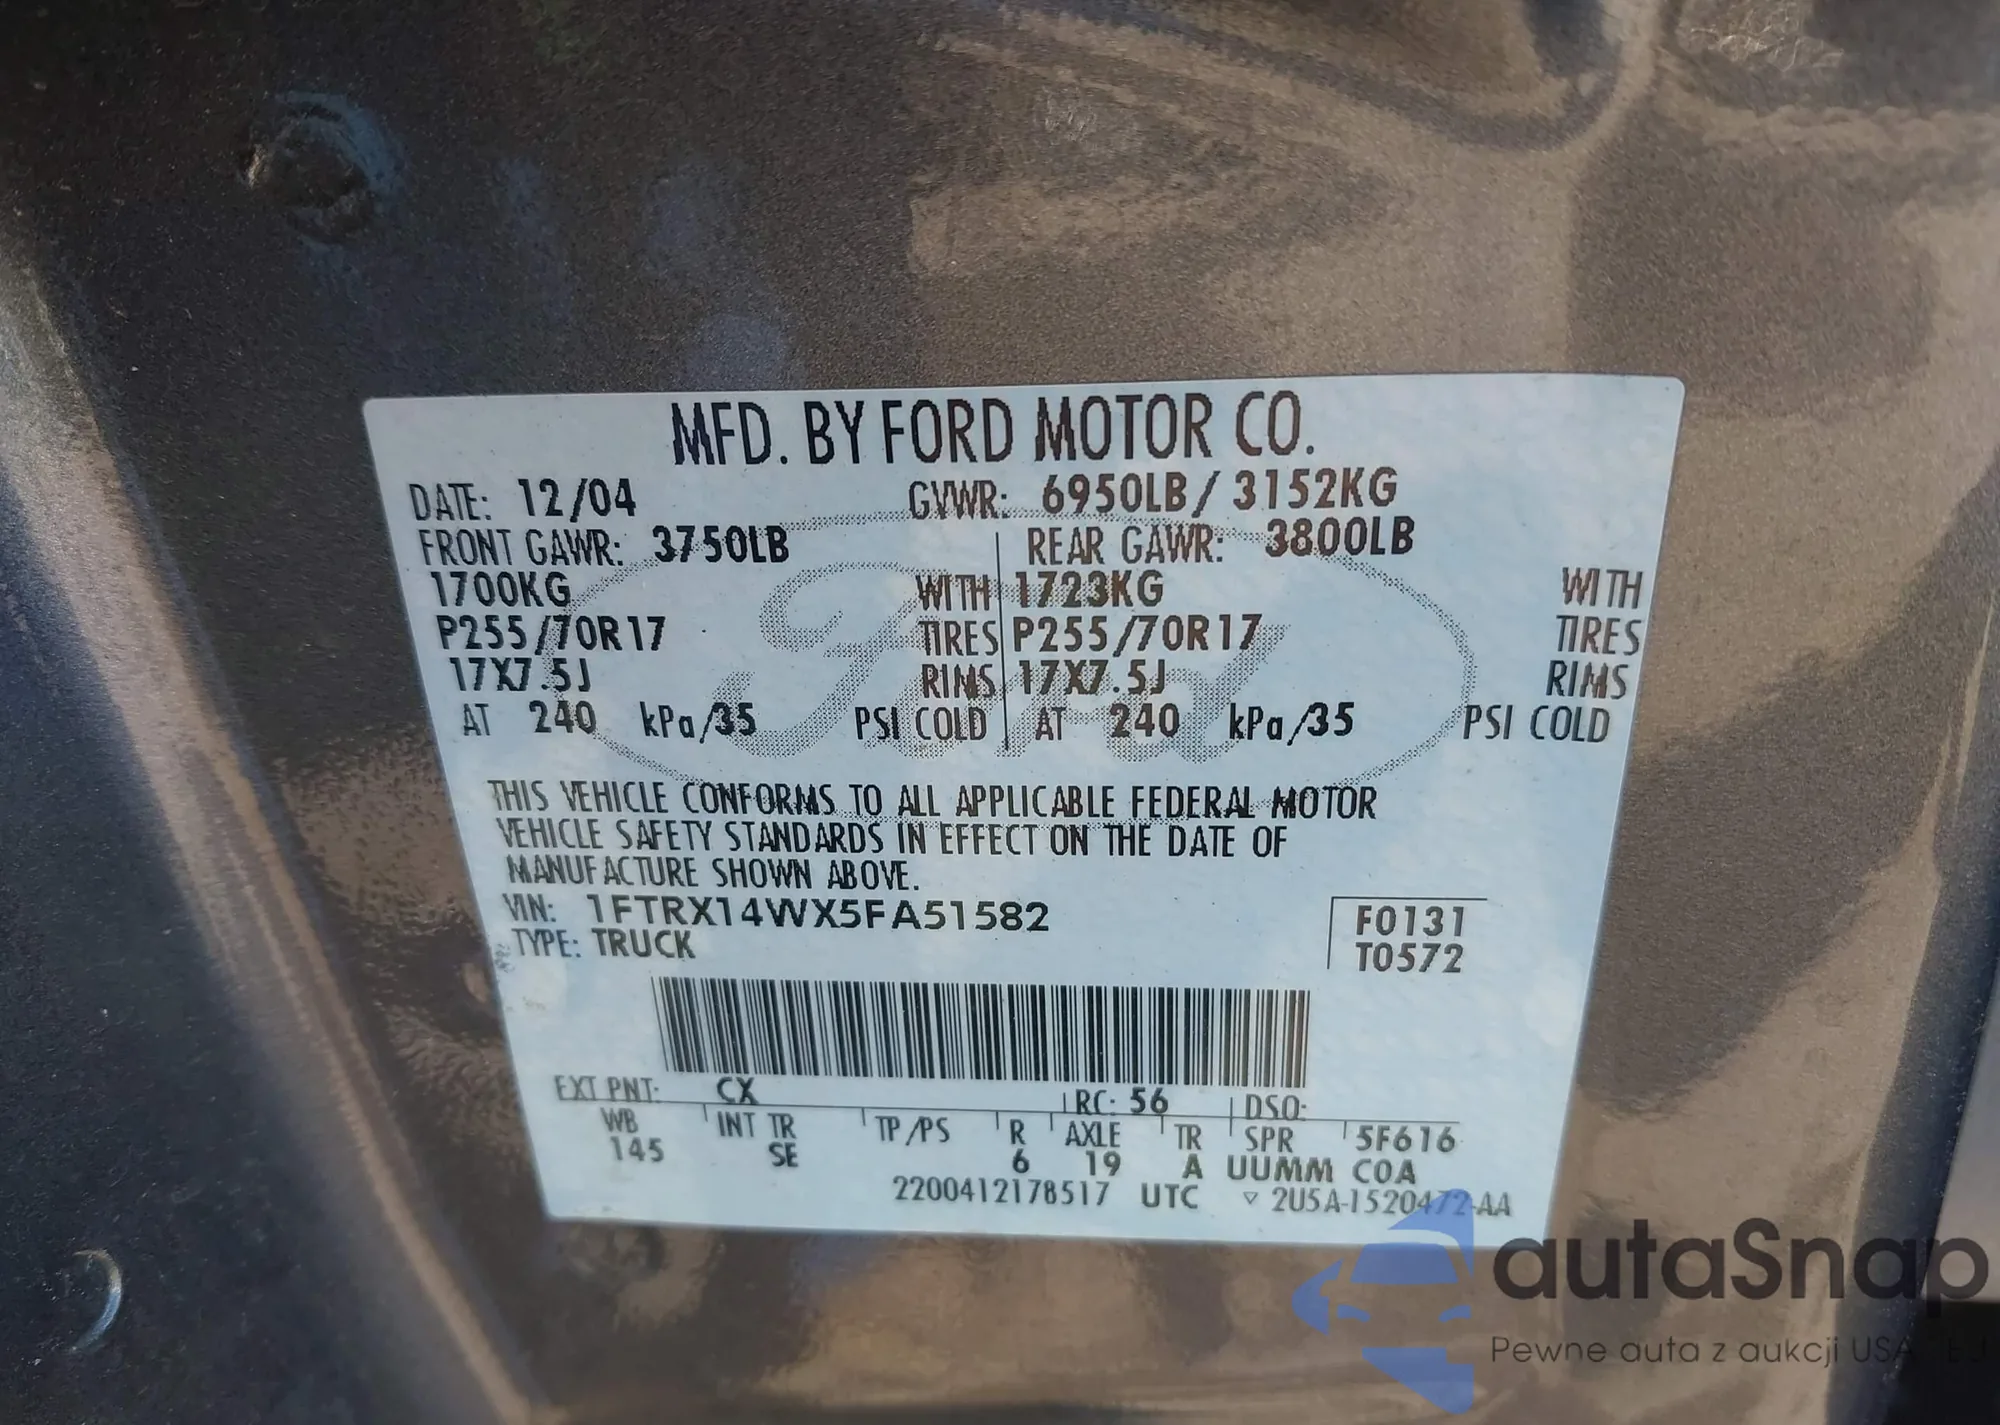 MFD. BY FORD MOTOR CO.
DATE: 12/04 GVWR: 6950LB/ 3152KG
FRONT GAWR: 3750LB REAR GAWR: 3800LB
1700KG WITH 1723KG WITH
P255/70R17 TIRES P255/70R17 TIRES
17X7.5J RIMS 17X7.5J RIMS
AT 240 kPa/35 PSI COLD AT 240 kPa/35 PSI COLD
THIS VEHICLE CONFORMS TO ALL APPLICABLE FEDERAL MOTOR
VEHICLE SAFETY STANDARDS IN EFFECT ON THE DATE OF
MANUFACTURE SHOWN ABOVE.
VIN: 1FTRX14WX5FA51582 F0131
TYPE: TRUCK T0572
EXT PNT: CX RC: 56 DSO:
WB INT TR TP/PS R AXLE TR SPR 5F616
145 SE 6 19 A UUMM COA
2200412178517 UTC ▽ 2U5A-1520472-AA
autaSnap
Pewne auta z aukcji USA